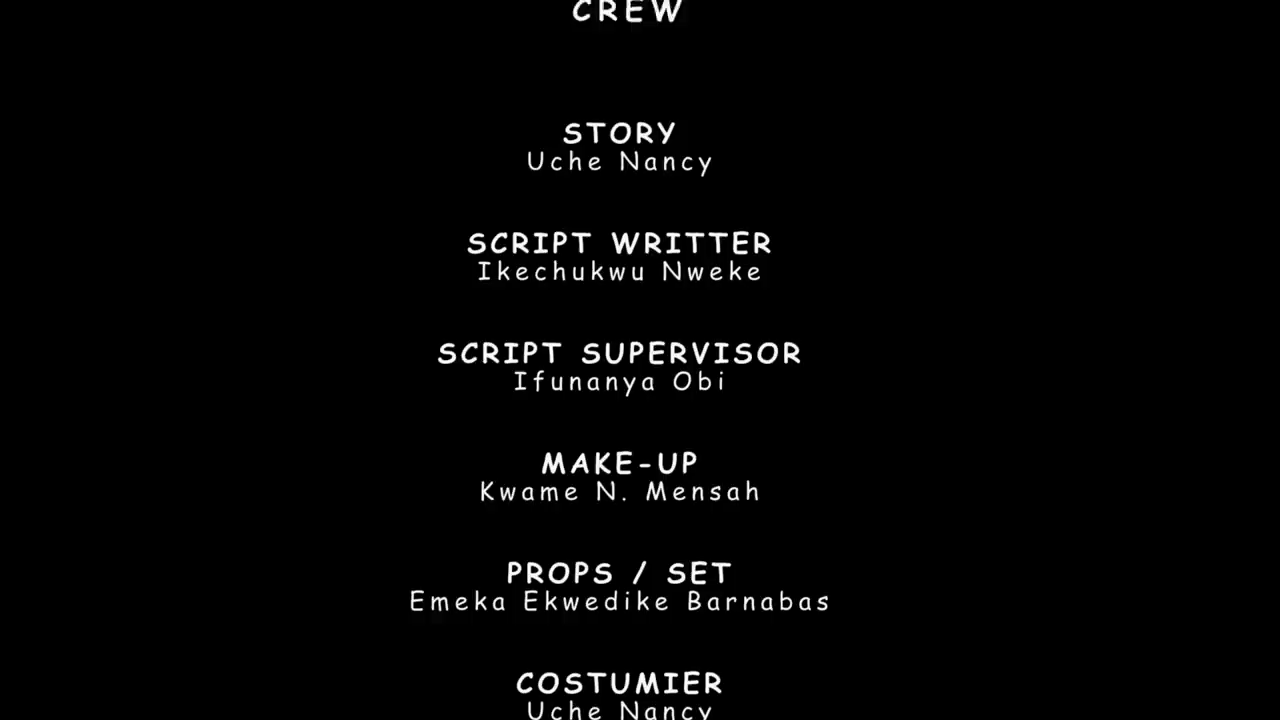 CREW
STORY
Uche Nancy
SCRIPT WRITTER
Ikechukwu Nweke
SCRIPT SUPERVISOR
Ifunanya Obi
MAKE-UP
Kwame N. Mensah
PROPS / SET
Emeka Ekwedike Barnabas
COSTUMIER
Uche Nancy